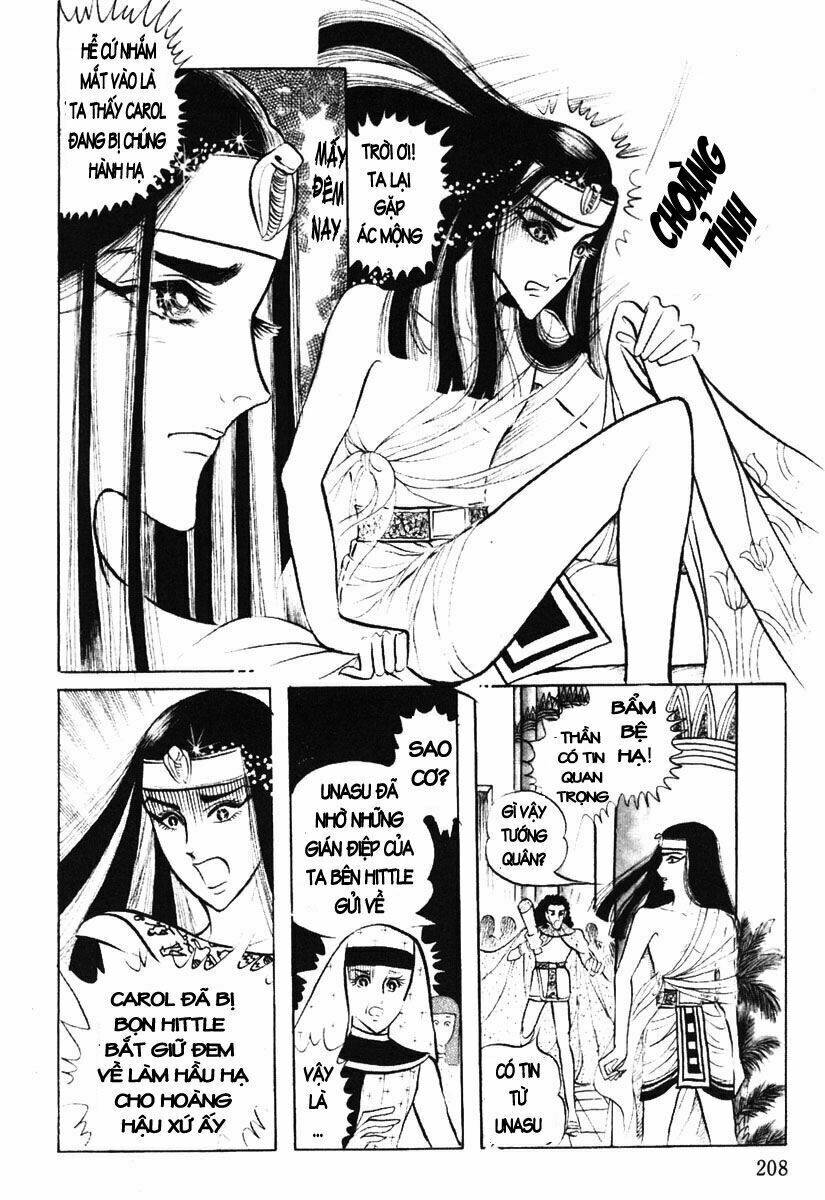 CHOÀNG
TỈNH
TRỜI ƠI!
TA LẠI
GẶP
ÁC MỘNG
MẤY
ĐÊM
NAY
HỄ CỨ NHẮM
MẮT VÀO LÀ
TA THẤY CAROL
ĐANG BỊ CHÚNG
HÀNH HẠ
BẨM
BỆ
HẠ!
THẦN
CÓ TIN
QUAN
TRỌNG
GÌ VẬY
TƯỚNG
QUÂN?
CÓ TIN
TỪ
UNASU
SAO
CƠ?
UNASU ĐÃ
NHỜ NHỮNG
GIÁN ĐIỆP CỦA
TA BÊN HITTLE
GỬI VỀ
VẬY
LÀ
...
CAROL ĐÃ BỊ
BỌN HITTLE
BẮT GIỮ ĐEM
VỀ LÀM HẦU HẠ
CHO HOÀNG
HẬU XỨ ẤY
208